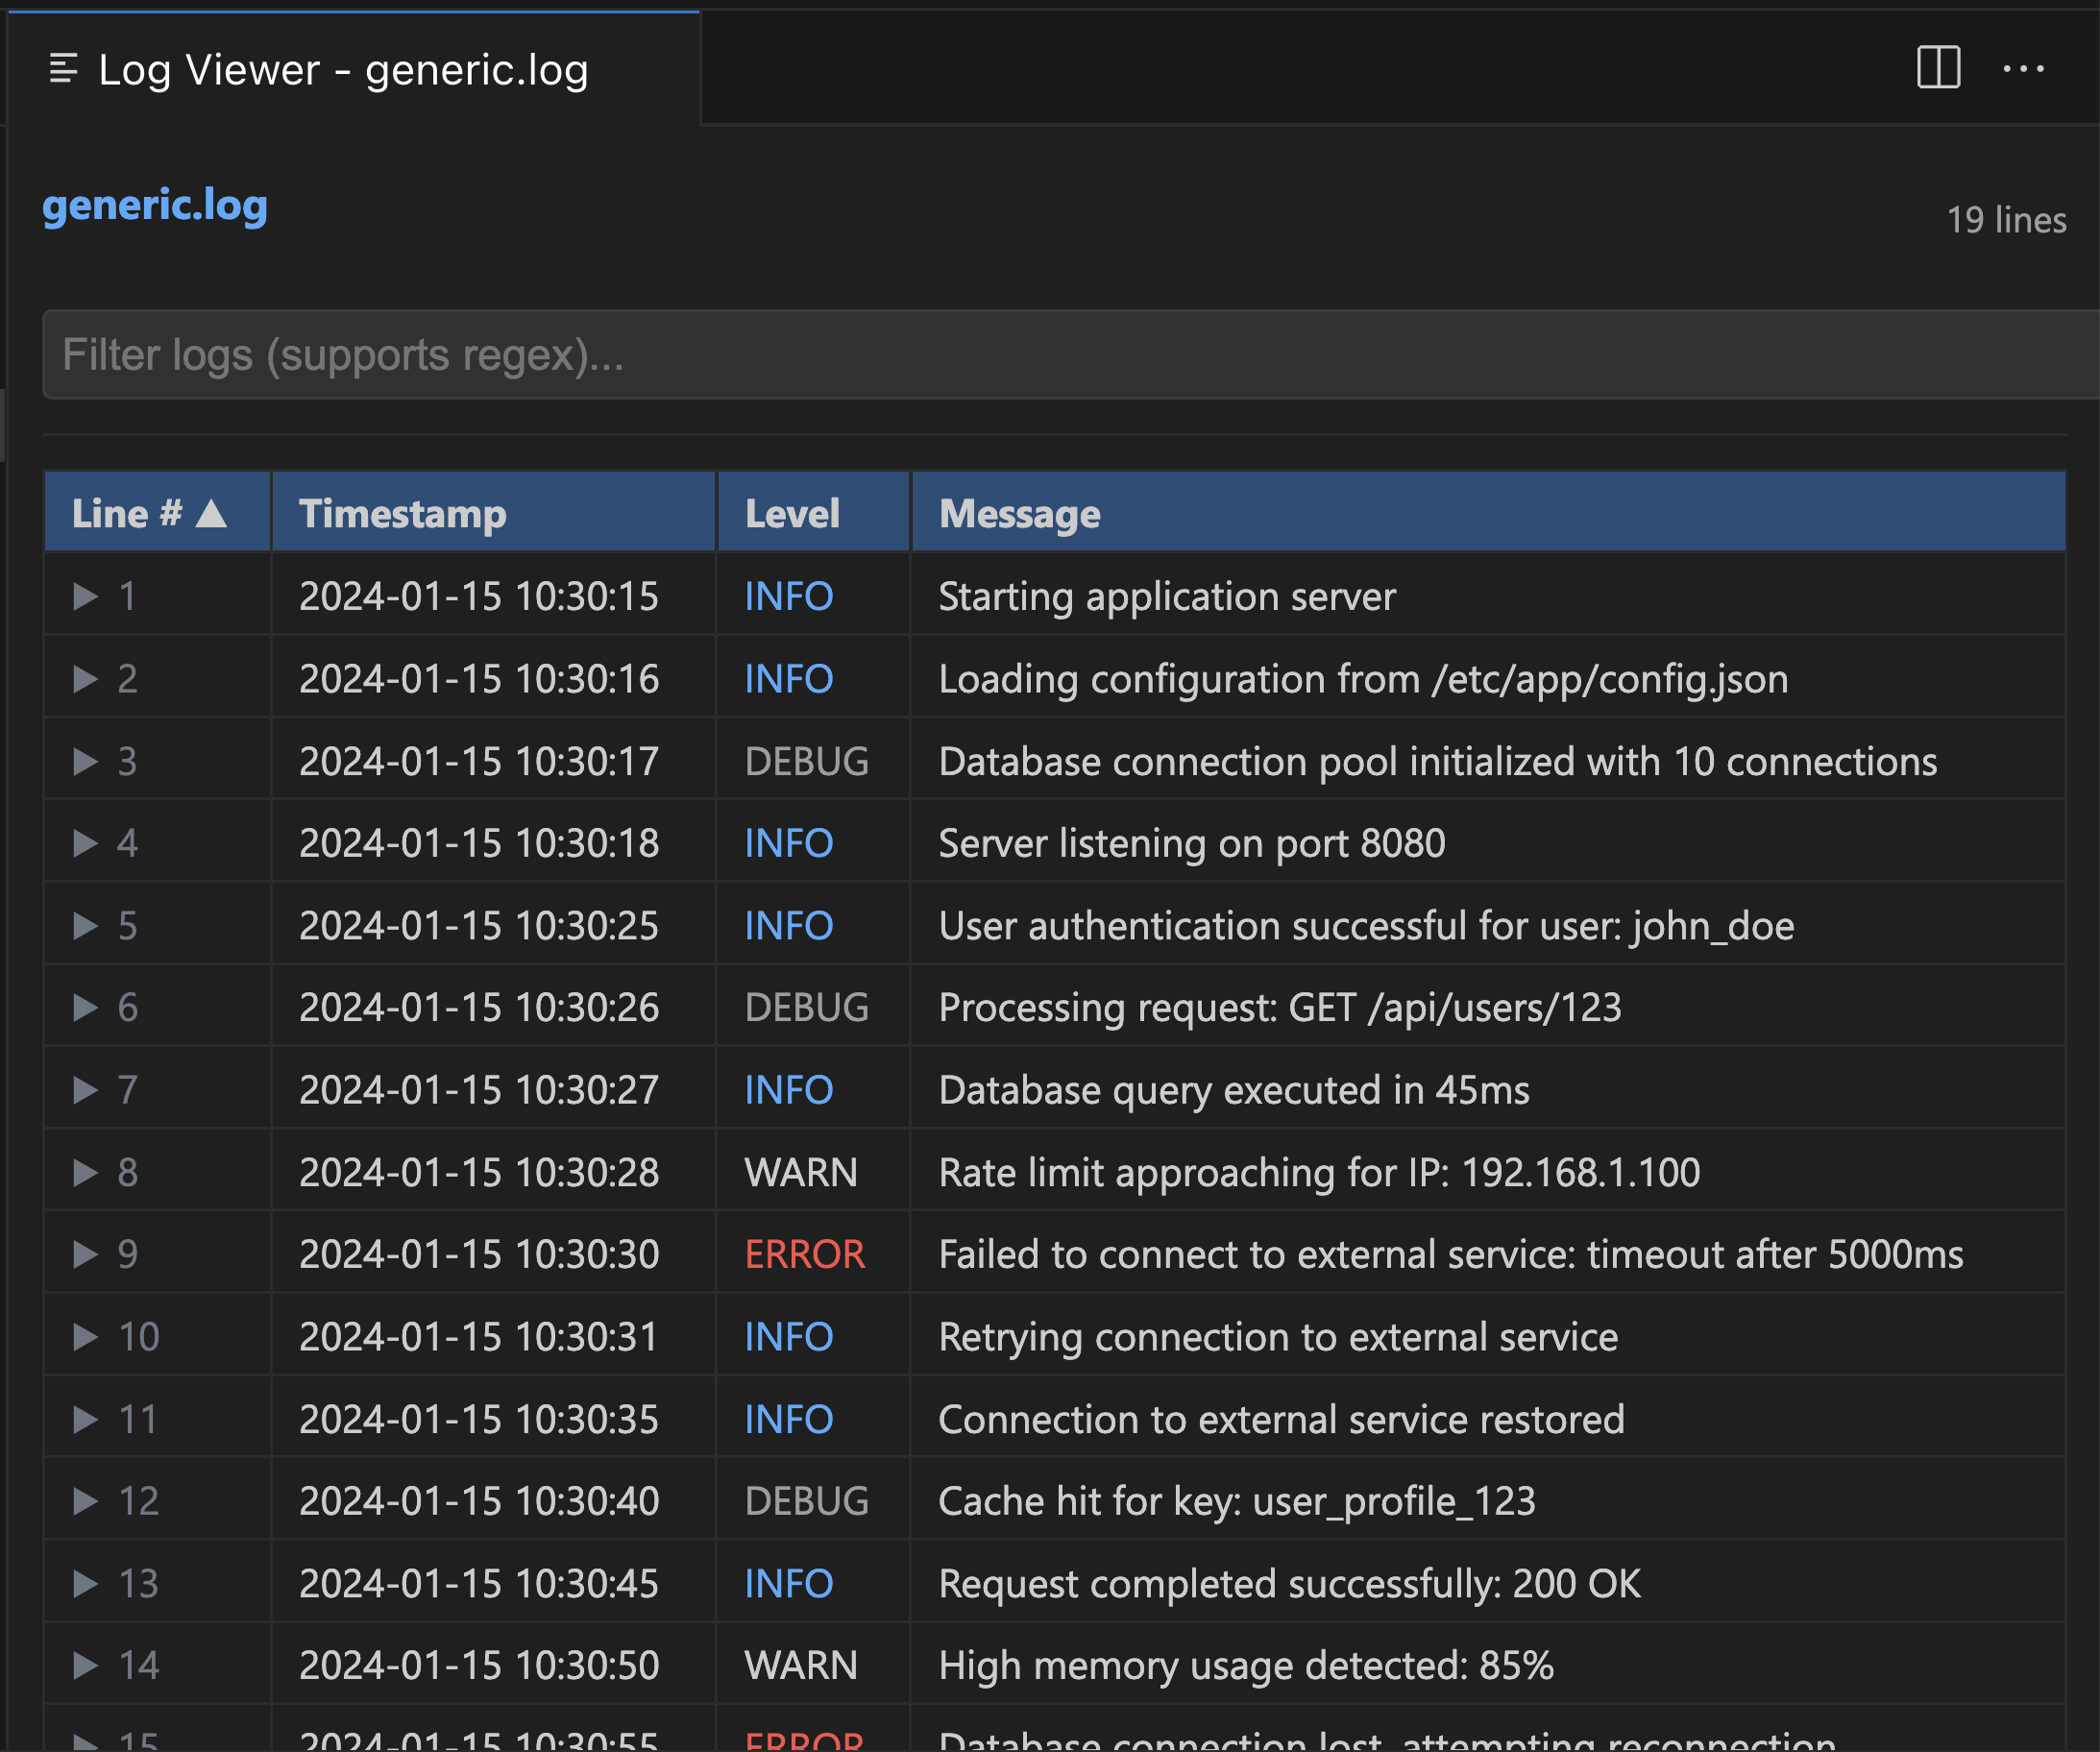 Log Viewer - generic.log
generic.log
19 lines
Filter logs (supports regex)...
Line # ▲ Timestamp Level Message
▶ 1 2024-01-15 10:30:15 INFO Starting application server
▶ 2 2024-01-15 10:30:16 INFO Loading configuration from /etc/app/config.json
▶ 3 2024-01-15 10:30:17 DEBUG Database connection pool initialized with 10 connections
▶ 4 2024-01-15 10:30:18 INFO Server listening on port 8080
▶ 5 2024-01-15 10:30:25 INFO User authentication successful for user: john_doe
▶ 6 2024-01-15 10:30:26 DEBUG Processing request: GET /api/users/123
▶ 7 2024-01-15 10:30:27 INFO Database query executed in 45ms
▶ 8 2024-01-15 10:30:28 WARN Rate limit approaching for IP: 192.168.1.100
▶ 9 2024-01-15 10:30:30 ERROR Failed to connect to external service: timeout after 5000ms
▶ 10 2024-01-15 10:30:31 INFO Retrying connection to external service
▶ 11 2024-01-15 10:30:35 INFO Connection to external service restored
▶ 12 2024-01-15 10:30:40 DEBUG Cache hit for key: user_profile_123
▶ 13 2024-01-15 10:30:45 INFO Request completed successfully: 200 OK
▶ 14 2024-01-15 10:30:50 WARN High memory usage detected: 85%
▶ 15 2024-01-15 10:30:55 ERROR Database connection lost, attempting reconnection